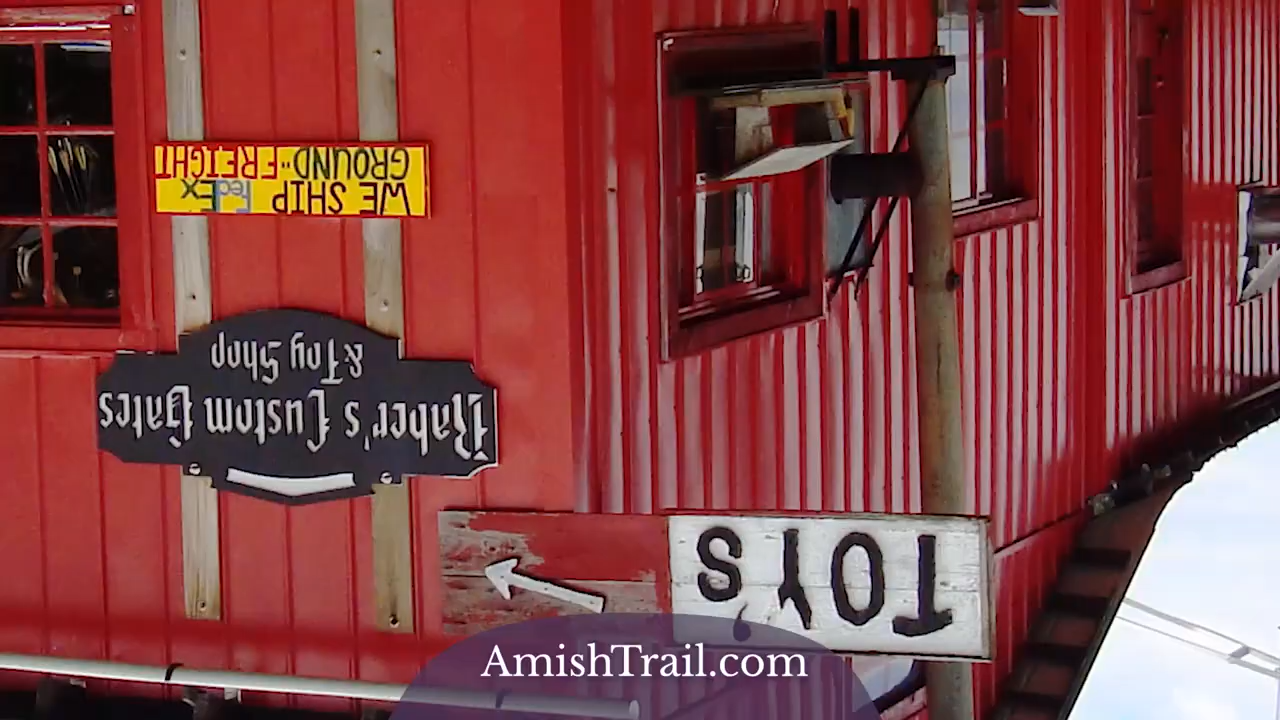 TOYS
Raber's Custom Gates
& Toy Shop
WE SHIP FedEx
GROUND--FREIGHT
AmishTrail.com